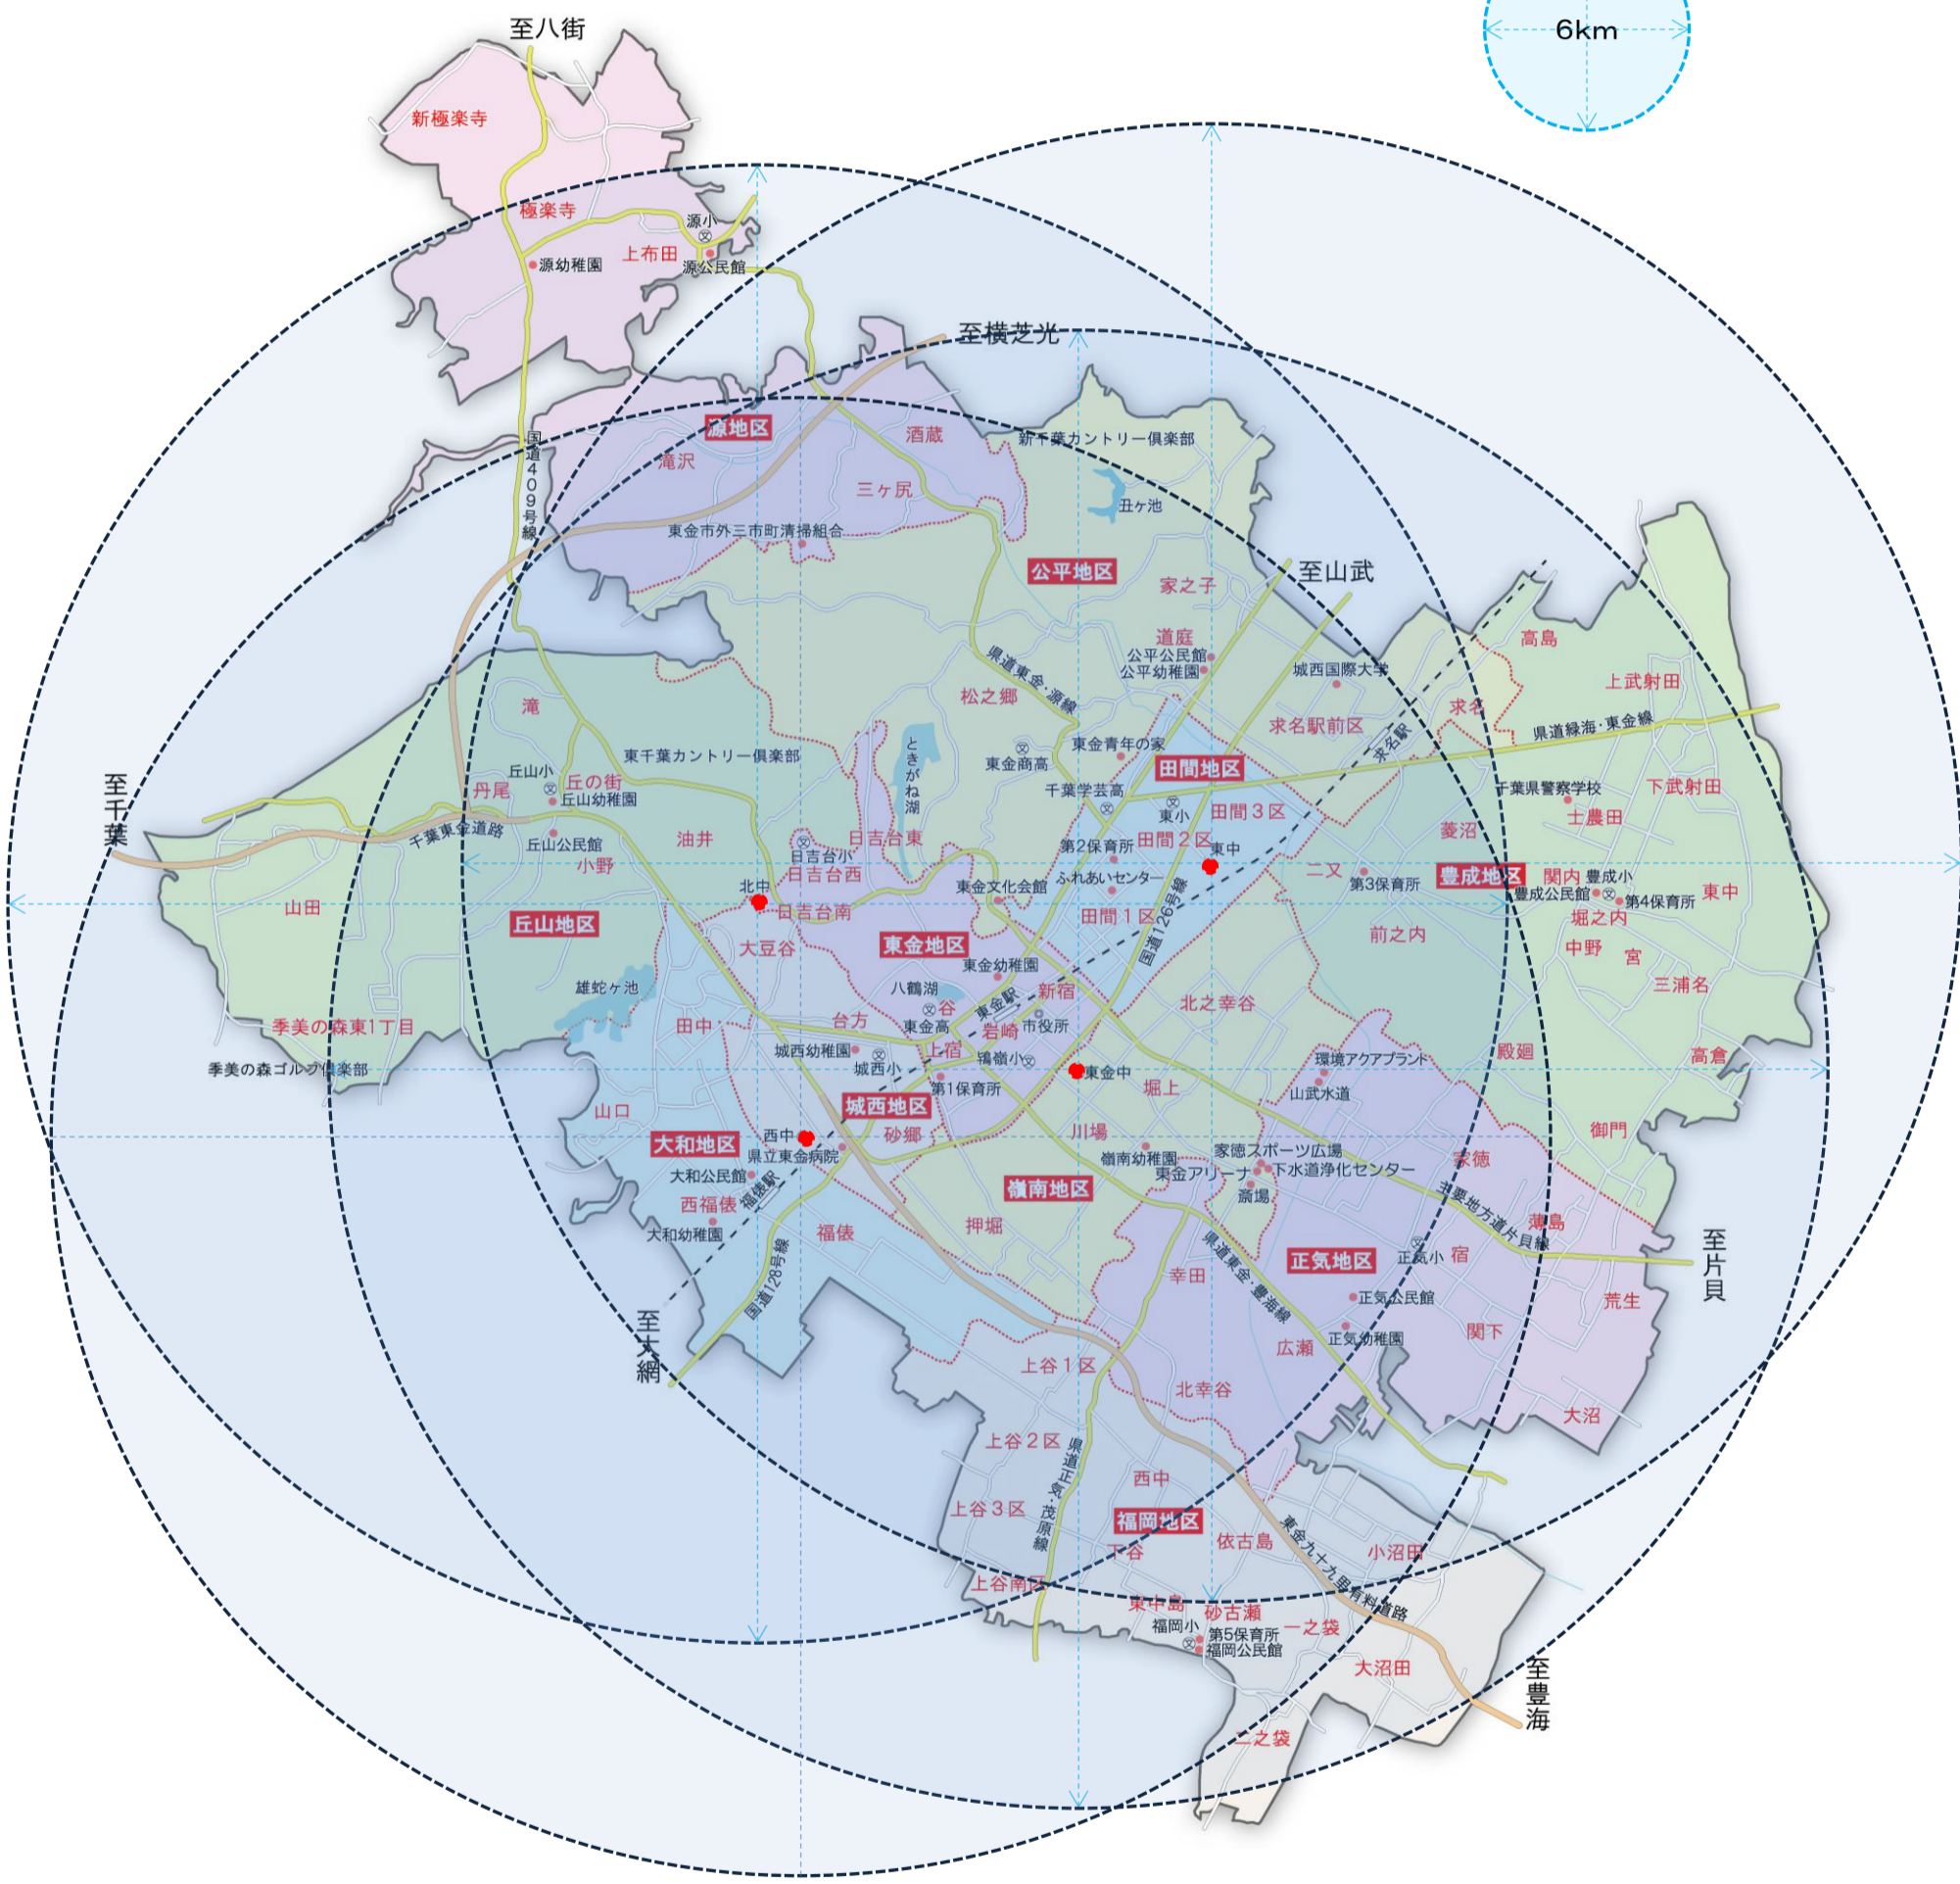 至八街
6km
新極楽寺
極楽寺
源小
上布田
源幼稚園
源公民館
至横芝光
源地区
酒蔵
新千葉カントリー倶楽部
国道409号線
滝沢
三ヶ尻
丑ヶ池
東金市外三市町清掃組合
公平地区
至山武
家之子
道庭
高島
公平公民館
公平幼稚園
城西国際大学
県道東金・源線
上武射田
松之郷
滝
求名
求名駅前区
県道緑海・東金線
求名駅
ときがね湖
東金青年の家
東千葉カントリー倶楽部
東金商高
田間地区
丘山小
丘の街
丹尾
丘山幼稚園
千葉学芸高
千葉県警察学校
下武射田
至千葉
東小
田間3区
士農田
千葉東金道路
丘山公民館
油井
日吉台東
田間2区
菱沼
第2保育所
東中
日吉台小
小野
日吉台西
二又
豊成地区
関内
豊成小
ふれあいセンター
第3保育所
北中
東金文化会館
豊成公民館
第4保育所
東中
山田
日吉台南
田間1区
堀之内
丘山地区
国道126号線
前之内
東金地区
大豆谷
中野
宮
東金幼稚園
雄蛇ヶ池
八鶴湖
新宿
三浦名
東金駅
北之幸谷
谷
季美の森東1丁目
田中
台方
東金高
岩崎
市役所
上宿
殿廻
高倉
城西幼稚園
城西小
鴇嶺小
環境アクアプラント
季美の森ゴルフ倶楽部
東金中
第1保育所
堀上
山武水道
山口
城西地区
大和地区
西中
砂郷
川場
御門
県立東金病院
嶺南幼稚園
家徳スポーツ広場
家徳
東金アリーナ
下水道浄化センター
大和公民館
嶺南地区
斎場
福俵駅
西福俵
主要地方道片貝線
大和幼稚園
福俵
押堀
薄島
正気小
宿
至片貝
県道東金・豊海線
正気地区
国道128号線
幸田
正気公民館
荒生
至大網
正気幼稚園
関下
広瀬
上谷1区
北幸谷
大沼
上谷2区
県道正気・茂原線
西中
上谷3区
福岡地区
東金九十九里有料道路
下谷
依古島
小沼田
上谷南区
東中島
砂古瀬
福岡小
第5保育所
一之袋
福岡公民館
大沼田
至豊海
二之袋